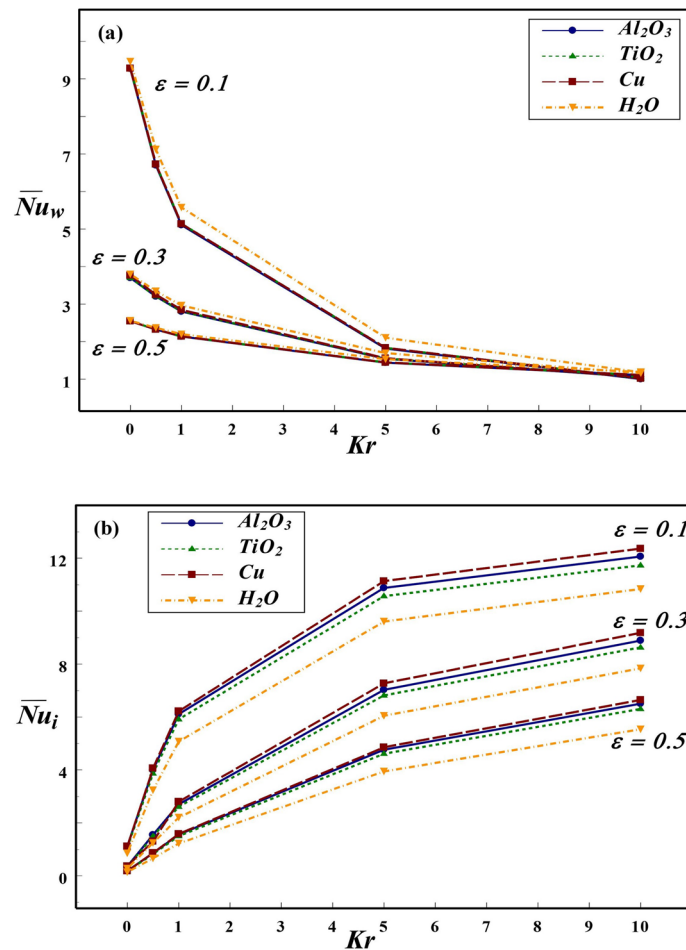 (a)
Al₂O₃
TiO₂
Cu
H₂O
ε = 0.1
ε = 0.3
ε = 0.5
N̅u_w
9
7
5
3
1
0 1 2 3 4 5 6 7 8 9 10
Kr
(b)
Al₂O₃
TiO₂
Cu
H₂O
ε = 0.1
ε = 0.3
ε = 0.5
N̅u_i
12
8
4
0
0 1 2 3 4 5 6 7 8 9 10
Kr